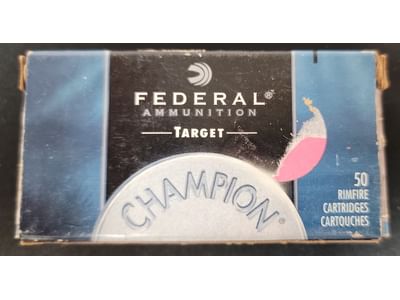 FEDERAL®
AMMUNITION
TARGET
CHAMPION®
50
RIMFIRE
CARTRIDGES
CARTOUCHES